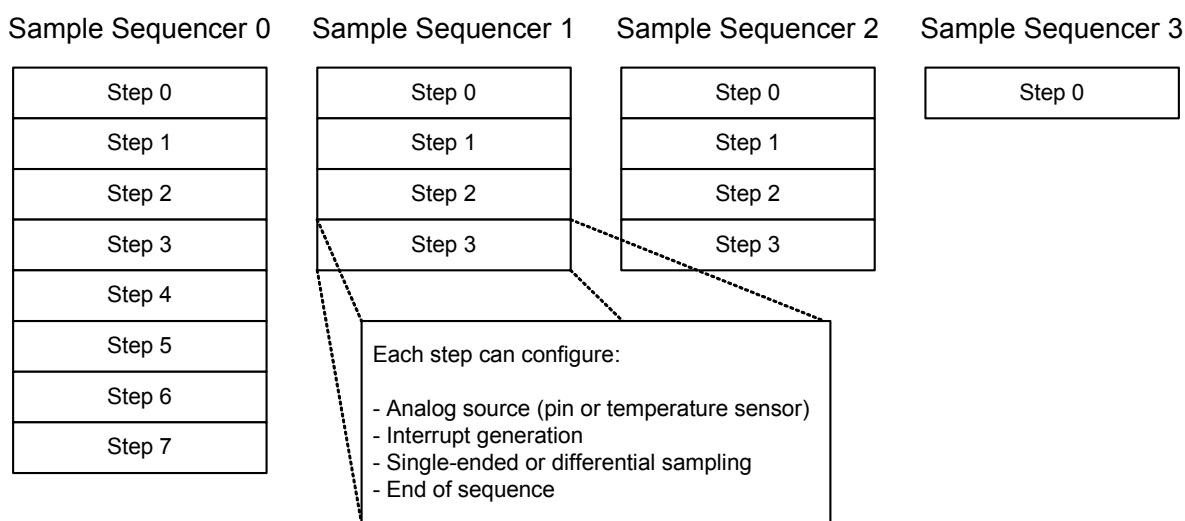 Sample Sequencer 0
Sample Sequencer 1
Sample Sequencer 2
Sample Sequencer 3
Step 0
Step 1
Step 2
Step 3
Step 4
Step 5
Step 6
Step 7
Step 0
Step 1
Step 2
Step 3
Step 0
Step 1
Step 2
Step 3
Step 0
Each step can configure:
- Analog source (pin or temperature sensor)
- Interrupt generation
- Single-ended or differential sampling
- End of sequence